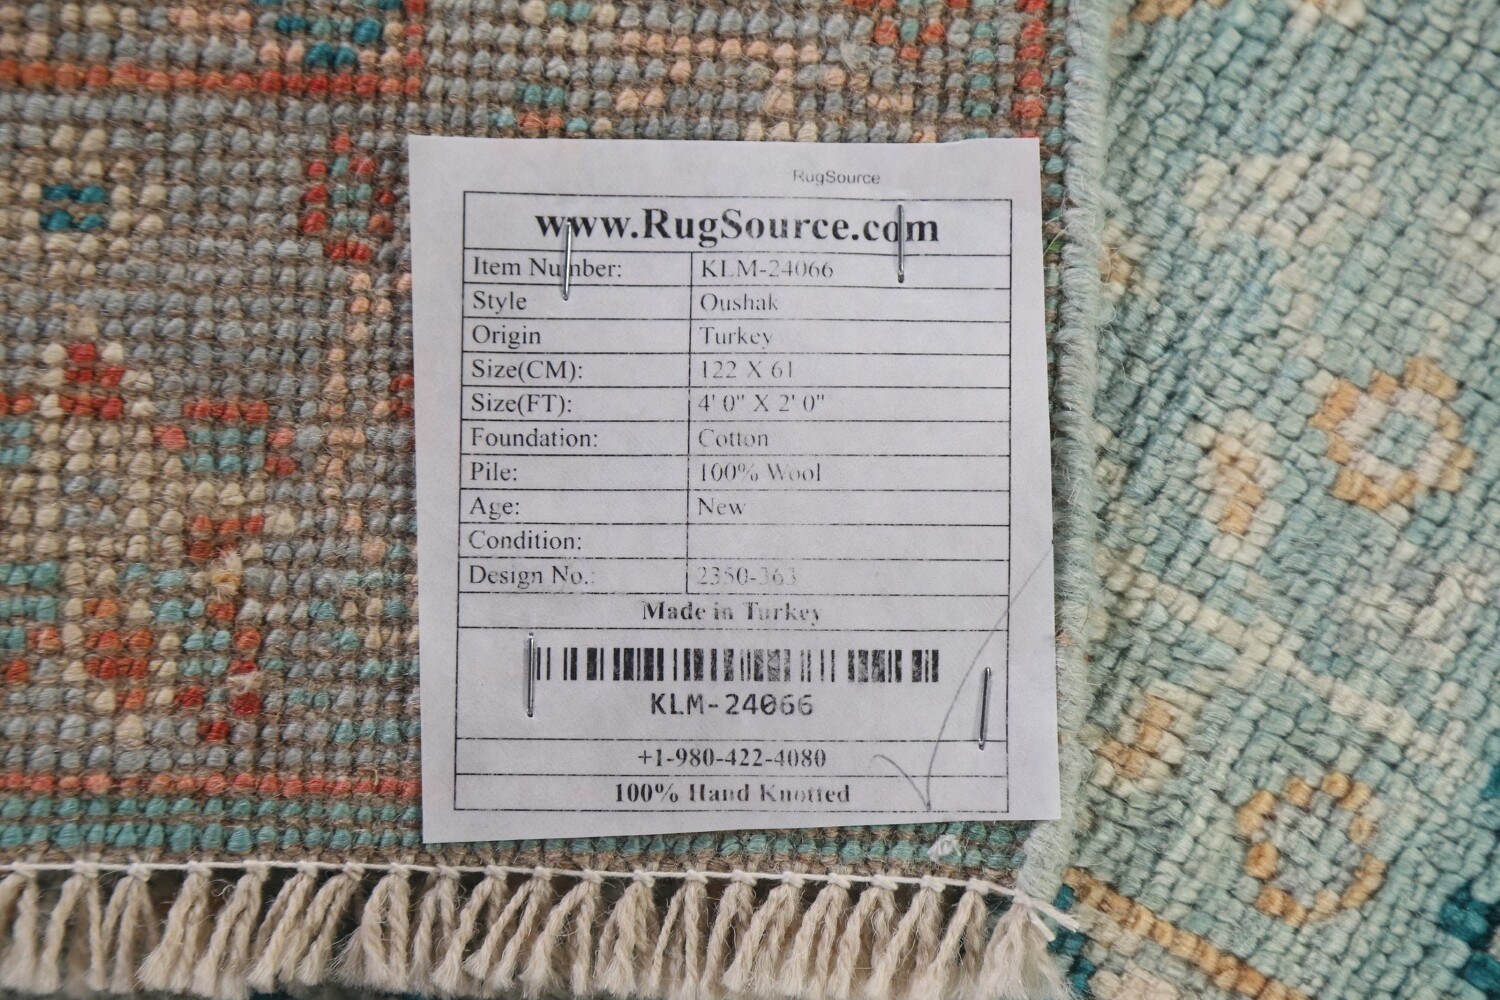 RugSource
www.RugSource.com
Item Number: KLM-24066
Style Oushak
Origin Turkey
Size(CM): 122 X 61
Size(FT): 4' 0" X 2' 0"
Foundation: Cotton
Pile: 100% Wool
Age: New
Condition:
Design No.: 2350-363
Made in Turkey
KLM-24066
+1-980-422-4080
100% Hand Knotted